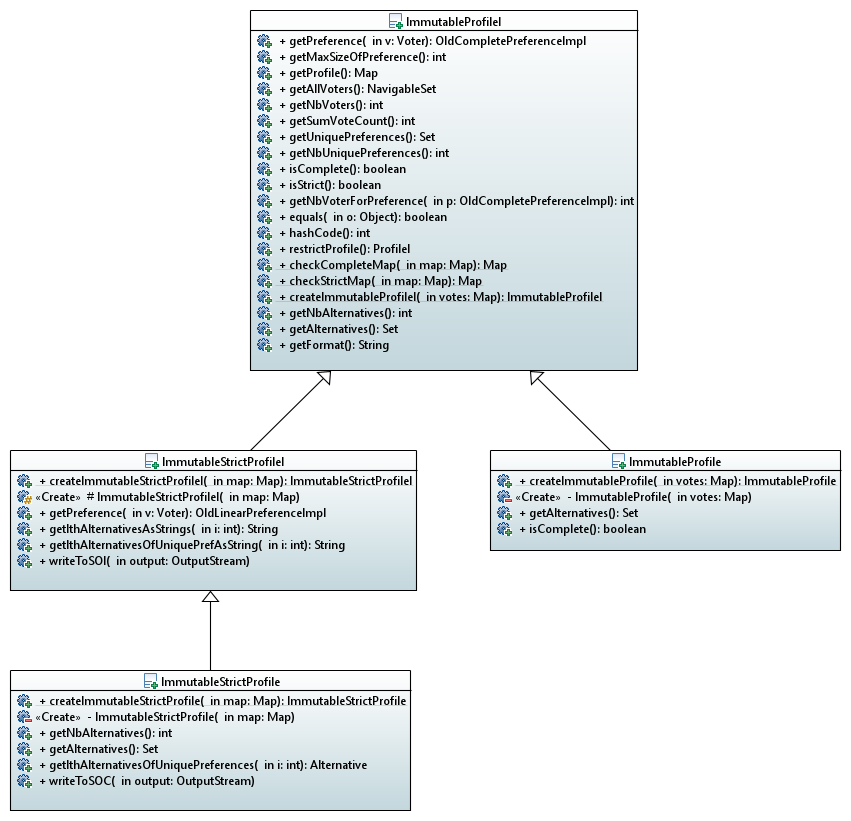 ImmutableProfileI
+ getPreference( in v: Voter): OldCompletePreferenceImpl
+ getMaxSizeOfPreference(): int
+ getProfile(): Map
+ getAllVoters(): NavigableSet
+ getNbVoters(): int
+ getSumVoteCount(): int
+ getUniquePreferences(): Set
+ getNbUniquePreferences(): int
+ isComplete(): boolean
+ isStrict(): boolean
+ getNbVoterForPreference( in p: OldCompletePreferenceImpl): int
+ equals( in o: Object): boolean
+ hashCode(): int
+ restrictProfile(): ProfileI
+ checkCompleteMap( in map: Map): Map
+ checkStrictMap( in map: Map): Map
+ createImmutableProfileI( in votes: Map): ImmutableProfileI
+ getNbAlternatives(): int
+ getAlternatives(): Set
+ getFormat(): String
ImmutableStrictProfileI
+ createImmutableStrictProfileI( in map: Map): ImmutableStrictProfileI
«Create» # ImmutableStrictProfileI( in map: Map)
+ getPreference( in v: Voter): OldLinearPreferenceImpl
+ getIthAlternativesAsStrings( in i: int): String
+ getIthAlternativesOfUniquePrefAsString( in i: int): String
+ writeToSOI( in output: OutputStream)
ImmutableProfile
+ createImmutableProfile( in votes: Map): ImmutableProfile
«Create» - ImmutableProfile( in votes: Map)
+ getAlternatives(): Set
+ isComplete(): boolean
ImmutableStrictProfile
+ createImmutableStrictProfile( in map: Map): ImmutableStrictProfile
«Create» - ImmutableStrictProfile( in map: Map)
+ getNbAlternatives(): int
+ getAlternatives(): Set
+ getIthAlternativesOfUniquePreferences( in i: int): Alternative
+ writeToSOC( in output: OutputStream)